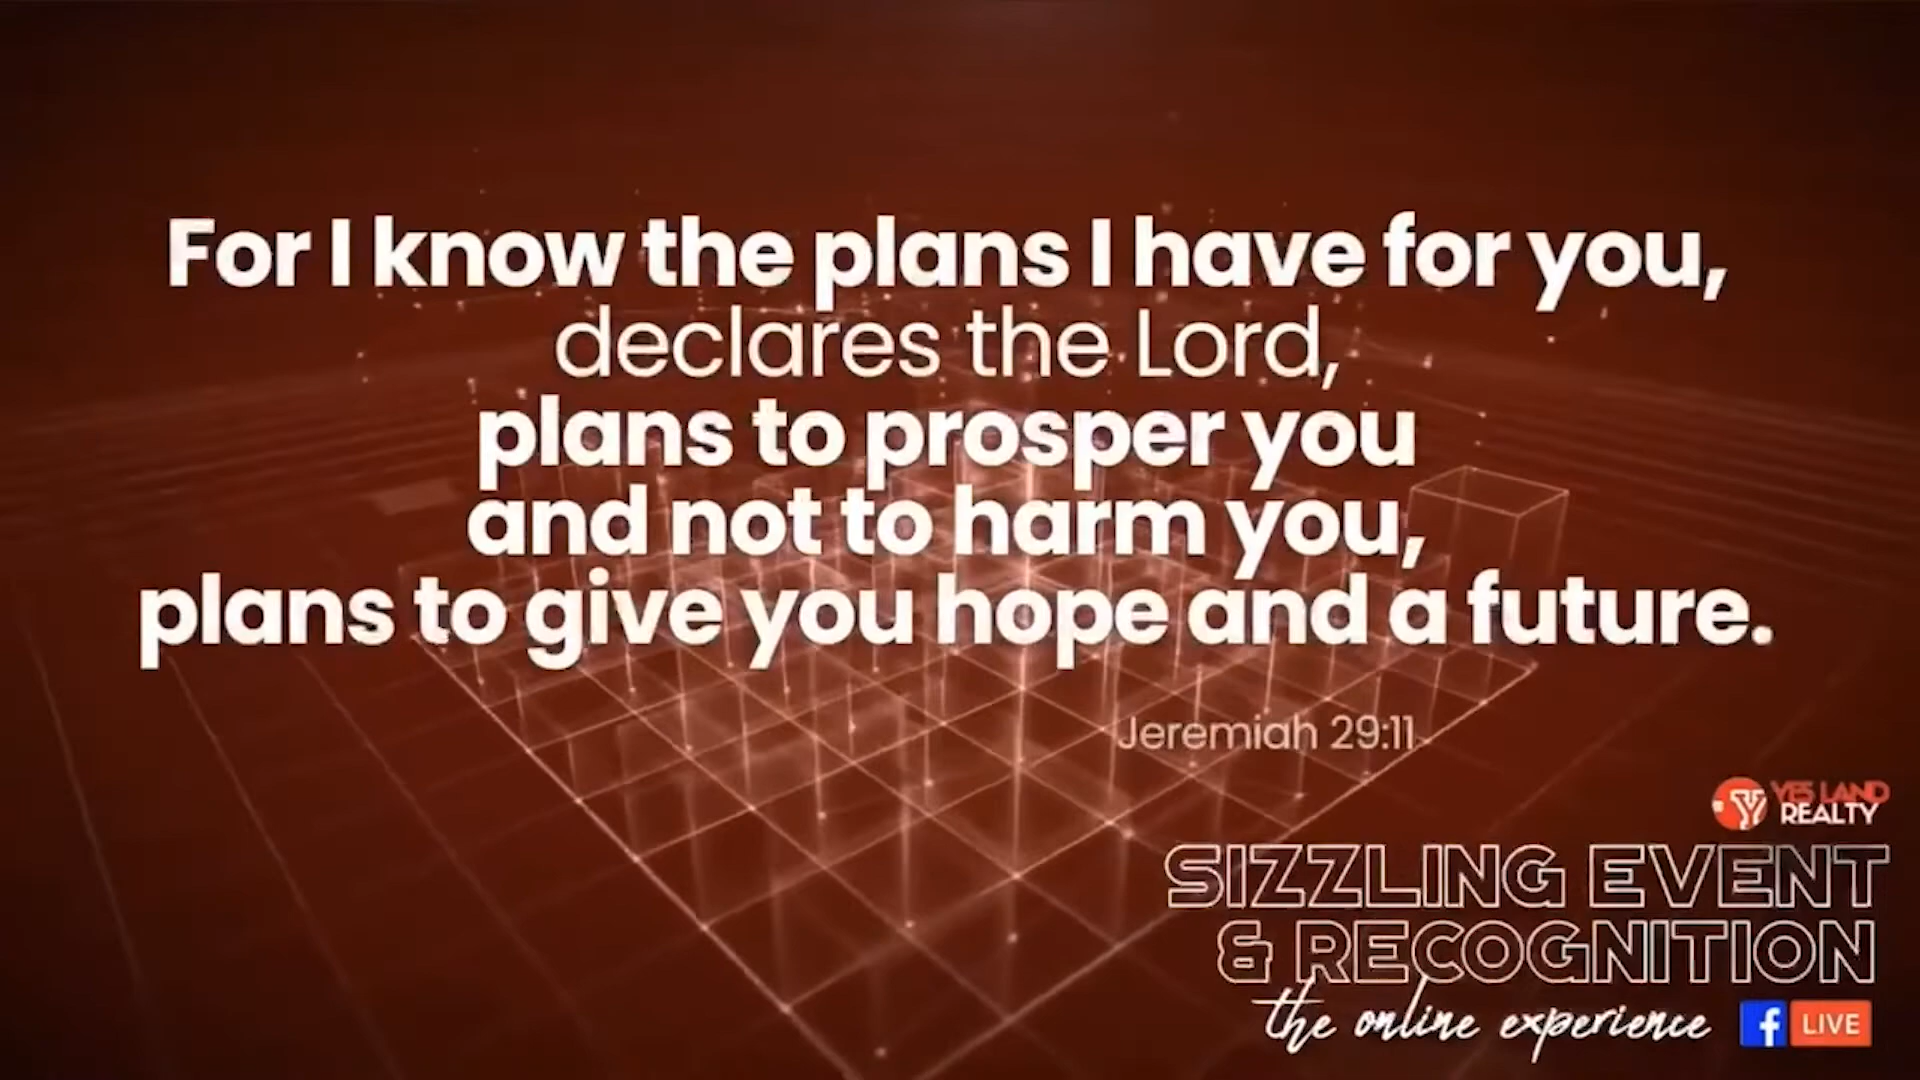 For I know the plans I have for you,
declares the Lord,
plans to prosper you
and not to harm you,
plans to give you hope and a future.
Jeremiah 29:11
YES LAND
REALTY
SIZZLING EVENT
& RECOGNITION
the online experience
LIVE